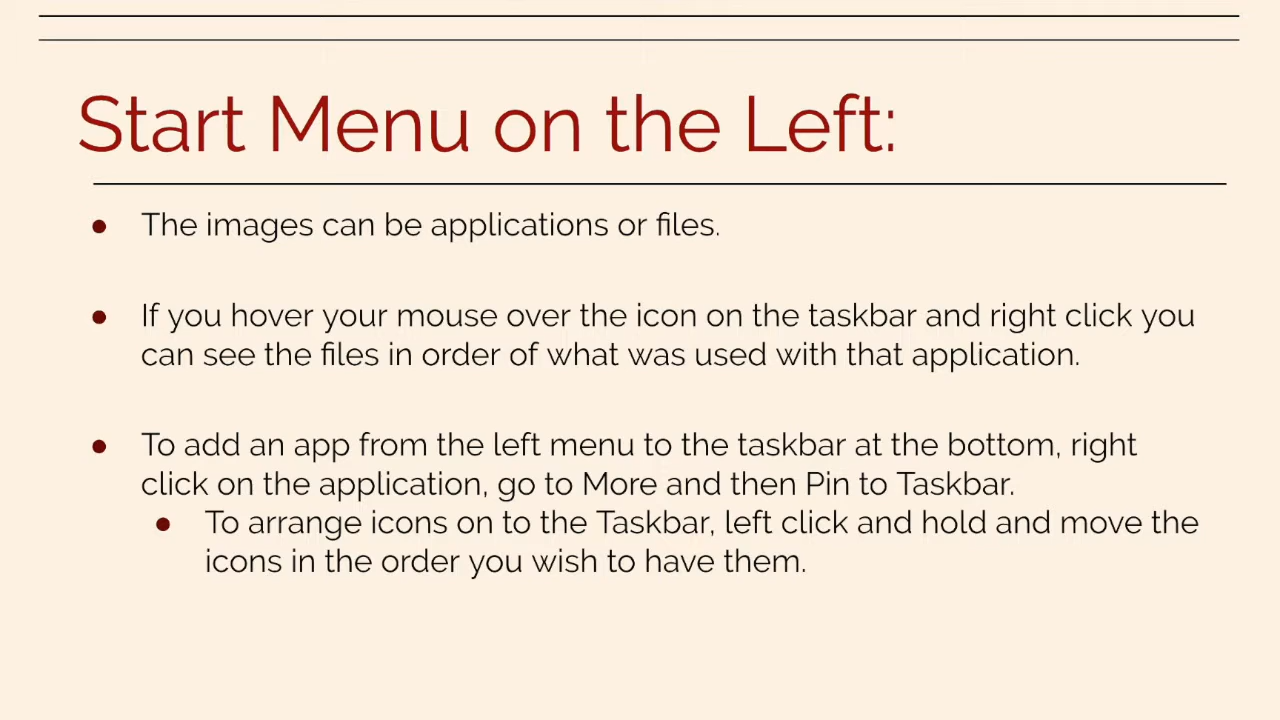 Start Menu on the Left:
● The images can be applications or files.
● If you hover your mouse over the icon on the taskbar and right click you
can see the files in order of what was used with that application.
● To add an app from the left menu to the taskbar at the bottom, right
click on the application, go to More and then Pin to Taskbar.
● To arrange icons on to the Taskbar, left click and hold and move the
icons in the order you wish to have them.